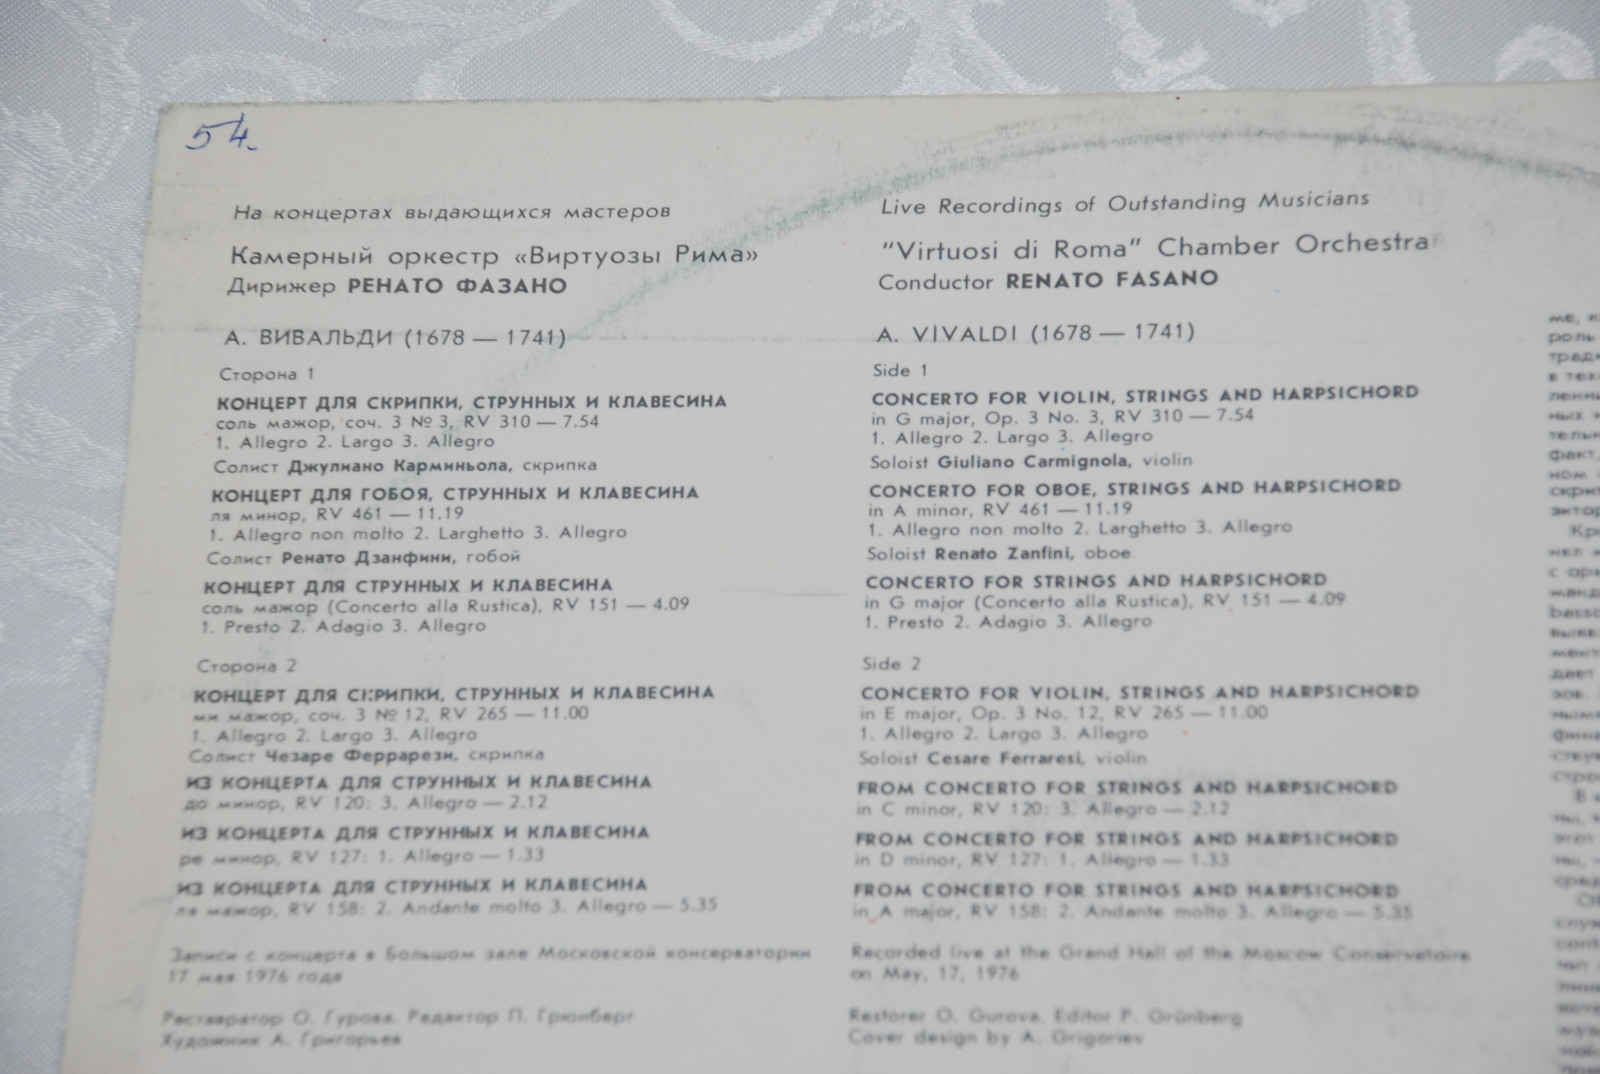 54.
На концертах выдающихся мастеров
Камерный оркестр «Виртуозы Рима»
Дирижер РЕНАТО ФАЗАНО
А. ВИВАЛЬДИ (1678 — 1741)
Сторона 1
КОНЦЕРТ ДЛЯ СКРИПКИ, СТРУННЫХ И КЛАВЕСИНА
соль мажор, соч. 3 № 3, RV 310 — 7.54
1. Allegro 2. Largo 3. Allegro
Солист Джулиано Карминьола, скрипка
КОНЦЕРТ ДЛЯ ГОБОЯ, СТРУННЫХ И КЛАВЕСИНА
ля минор, RV 461 — 11.19
1. Allegro non molto 2. Larghetto 3. Allegro
Солист Ренато Дзанфини, гобой
КОНЦЕРТ ДЛЯ СТРУННЫХ И КЛАВЕСИНА
соль мажор (Concerto alla Rustica), RV 151 — 4.09
1. Presto 2. Adagio 3. Allegro
Сторона 2
КОНЦЕРТ ДЛЯ СКРИПКИ, СТРУННЫХ И КЛАВЕСИНА
ми мажор, соч. 3 № 12, RV 265 — 11.00
1. Allegro 2. Largo 3. Allegro
Солист Чезаре Феррарези, скрипка
ИЗ КОНЦЕРТА ДЛЯ СТРУННЫХ И КЛАВЕСИНА
до минор, RV 120: 3. Allegro — 2.12
ИЗ КОНЦЕРТА ДЛЯ СТРУННЫХ И КЛАВЕСИНА
ре минор, RV 127: 1. Allegro — 1.33
ИЗ КОНЦЕРТА ДЛЯ СТРУННЫХ И КЛАВЕСИНА
ля мажор, RV 158: 2. Andante molto 3. Allegro — 5.35
Записи с концерта в Большом зале Московской консерватории
17 мая 1976 года
Реставратор О. Гурова. Редактор П. Грюнберг
Художник А. Григорьев
Live Recordings of Outstanding Musicians
"Virtuosi di Roma" Chamber Orchestra
Conductor RENATO FASANO
A. VIVALDI (1678 — 1741)
Side 1
CONCERTO FOR VIOLIN, STRINGS AND HARPSICHORD
in G major, Op. 3 No. 3, RV 310 — 7.54
1. Allegro 2. Largo 3. Allegro
Soloist Giuliano Carmignola, violin
CONCERTO FOR OBOE, STRINGS AND HARPSICHORD
in A minor, RV 461 — 11.19
1. Allegro non molto 2. Larghetto 3. Allegro
Soloist Renato Zanfini, oboe
CONCERTO FOR STRINGS AND HARPSICHORD
in G major (Concerto alla Rustica), RV 151 — 4.09
1. Presto 2. Adagio 3. Allegro
Side 2
CONCERTO FOR VIOLIN, STRINGS AND HARPSICHORD
in E major, Op. 3 No. 12, RV 265 — 11.00
1. Allegro 2. Largo 3. Allegro
Soloist Cesare Ferraresi, violin
FROM CONCERTO FOR STRINGS AND HARPSICHORD
in C minor, RV 120: 3. Allegro — 2.12
FROM CONCERTO FOR STRINGS AND HARPSICHORD
in D minor, RV 127: 1. Allegro — 1.33
FROM CONCERTO FOR STRINGS AND HARPSICHORD
in A major, RV 158: 2. Andante molto 3. Allegro — 5.35
Recorded live at the Grand Hall of the Moscow Conservatoire
on May, 17, 1976
Restorer O. Gurova. Editor P. Grünberg
Cover design by A. Grigoriev